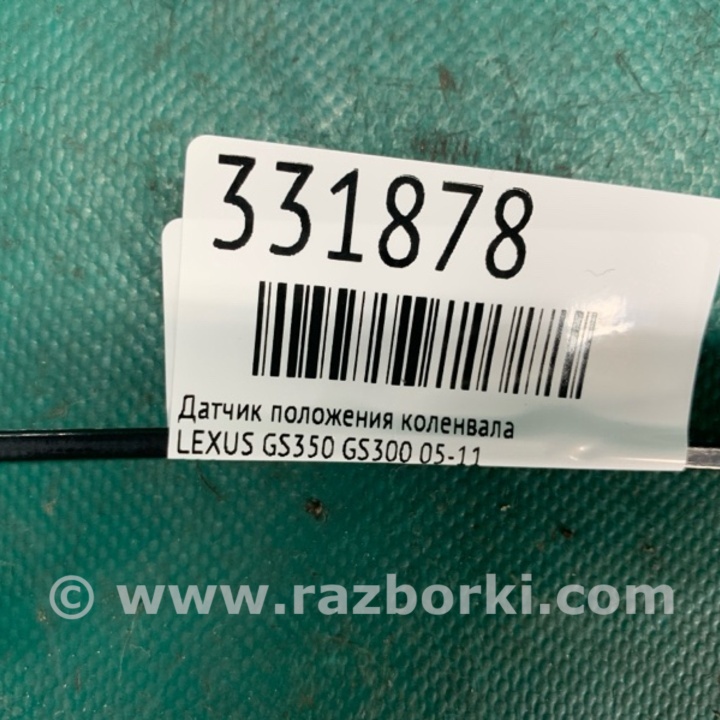 331878
Датчик положения коленвала
LEXUS GS350 GS300 05-11
© www.razborki.com